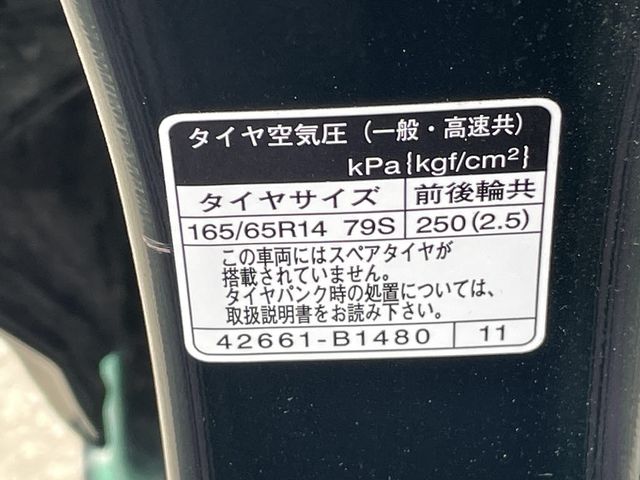 タイヤ空気圧（一般・高速共）
kPa{kgf/cm²}
タイヤサイズ 前後輪共
165/65R14 79S 250(2.5)
この車両にはスペアタイヤが
搭載されていません。
タイヤパンク時の処置については、
取扱説明書をお読み下さい。
42661-B1480 11